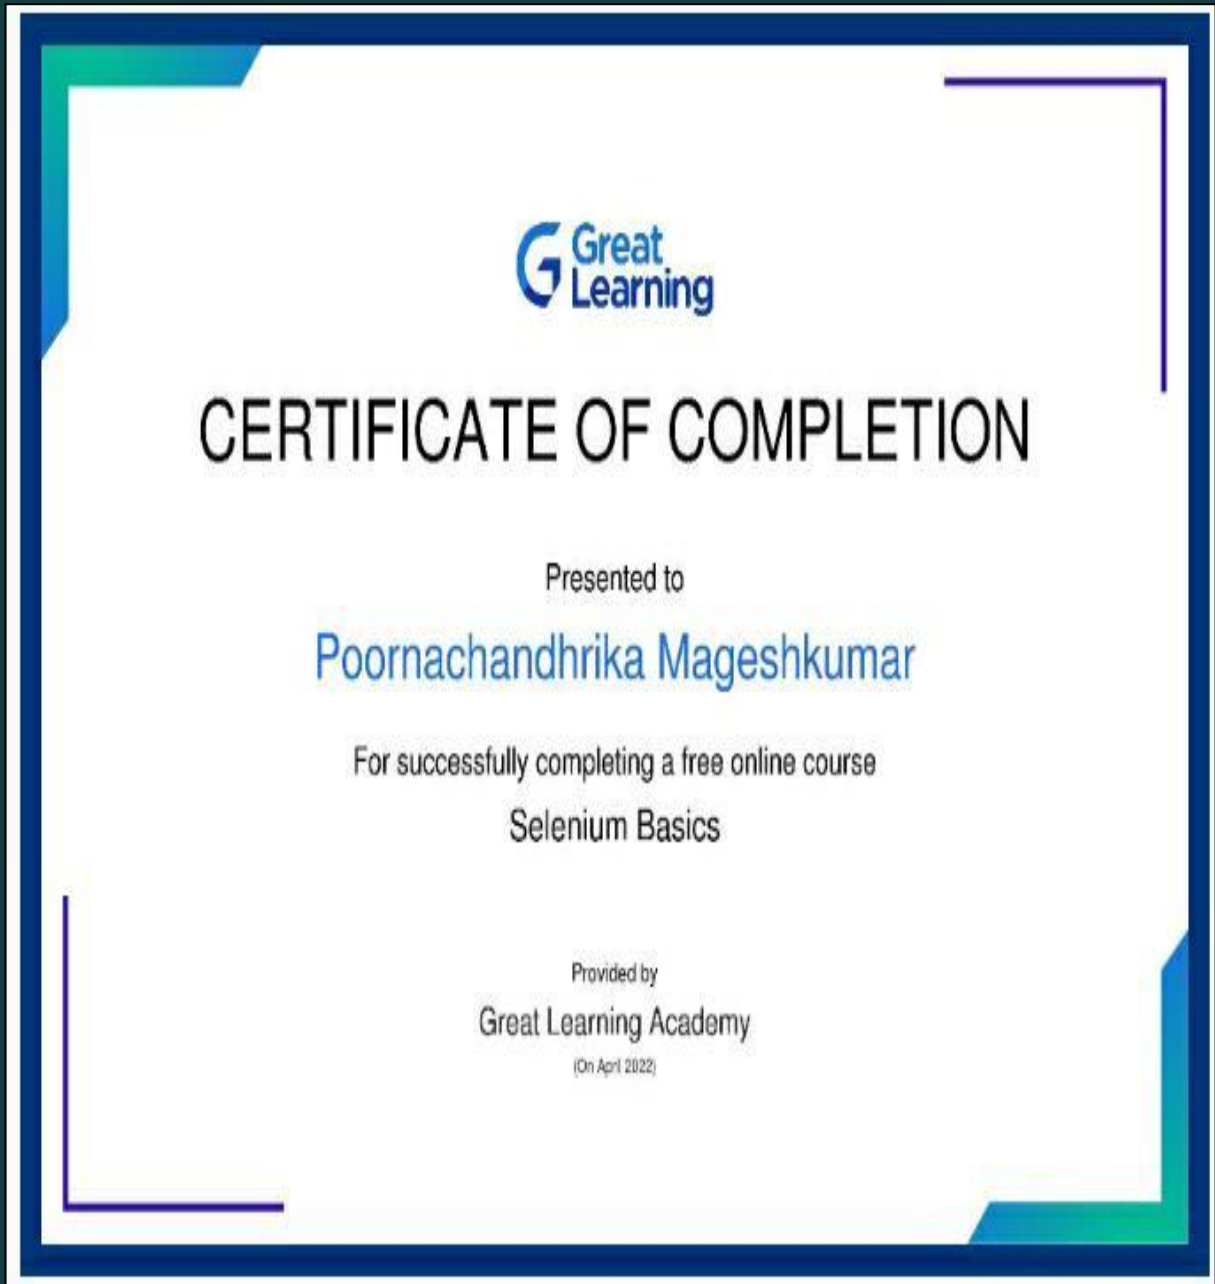 Great
Learning
CERTIFICATE OF COMPLETION
Presented to
Poornachandhrika Mageshkumar
For successfully completing a free online course
Selenium Basics
Provided by
Great Learning Academy
(On April 2022)